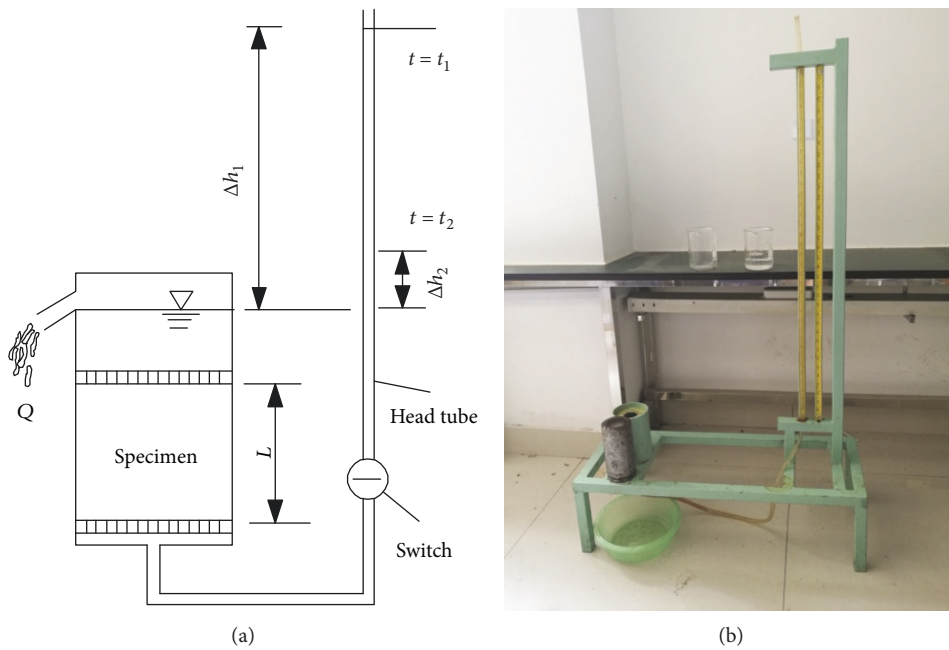 t = t₁
Δh₁
t = t₂
Δh₂
Q
Specimen
L
Head tube
Switch
(a)
(b)